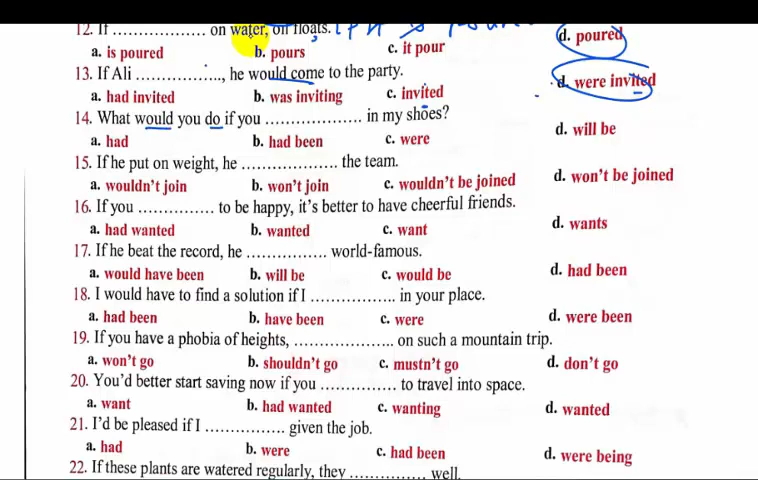 12. If .................. on water, oil floats. If it is
a. is poured b. pours c. it pour d. poured
13. If Ali ..............., he would come to the party.
a. had invited b. was inviting c. invited d. were invited
14. What would you do if you ................... in my shoes?
a. had b. had been c. were d. will be
15. If he put on weight, he ................... the team.
a. wouldn't join b. won't join c. wouldn't be joined d. won't be joined
16. If you ............... to be happy, it's better to have cheerful friends.
a. had wanted b. wanted c. want d. wants
17. If he beat the record, he ................ world-famous.
a. would have been b. will be c. would be d. had been
18. I would have to find a solution if I ................. in your place.
a. had been b. have been c. were d. were been
19. If you have a phobia of heights, .................... on such a mountain trip.
a. won't go b. shouldn't go c. mustn't go d. don't go
20. You'd better start saving now if you ................ to travel into space.
a. want b. had wanted c. wanting d. wanted
21. I'd be pleased if I ................ given the job.
a. had b. were c. had been d. were being
22. If these plants are watered regularly, they ............... well.